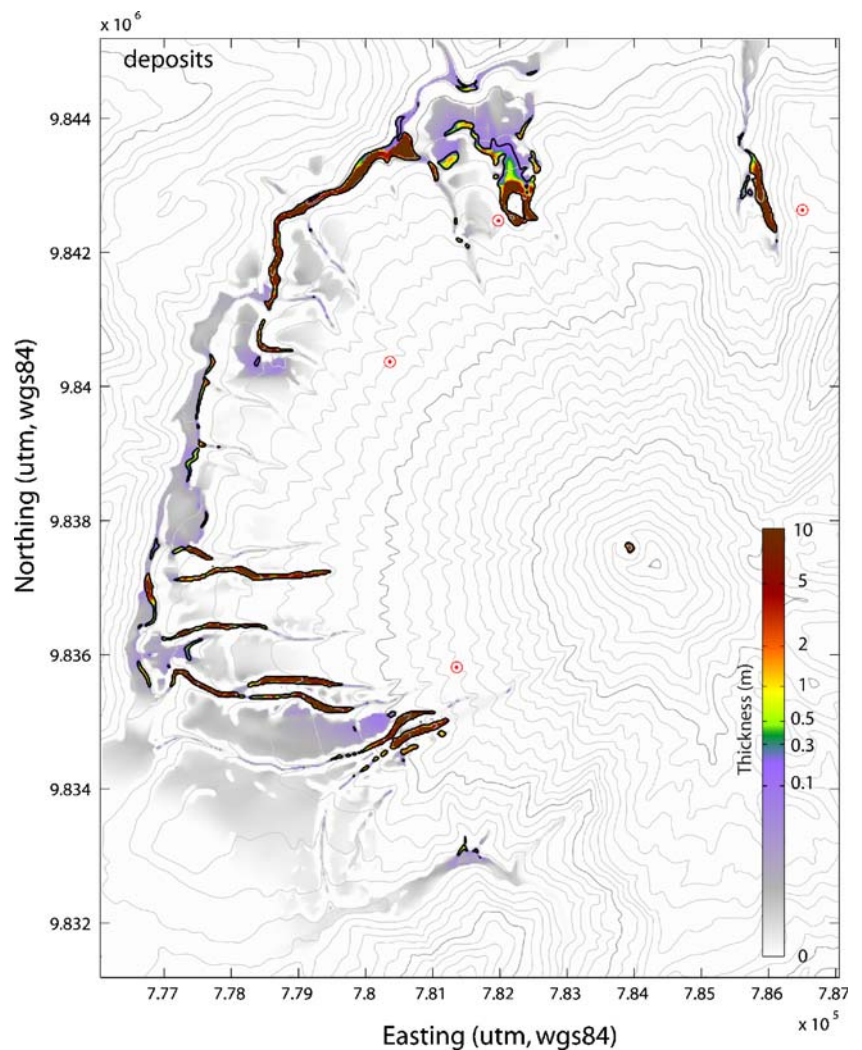 x 10 6
deposits
9.844
9.842
9.84
9.838
9.836
9.834
9.832
Northing (utm, wgs84)
10
5
2
1
0.5
0.3
0.1
0
Thickness (m)
7.77 7.78 7.79 7.8 7.81 7.82 7.83 7.84 7.85 7.86 7.87
x 10 5
Easting (utm, wgs84)